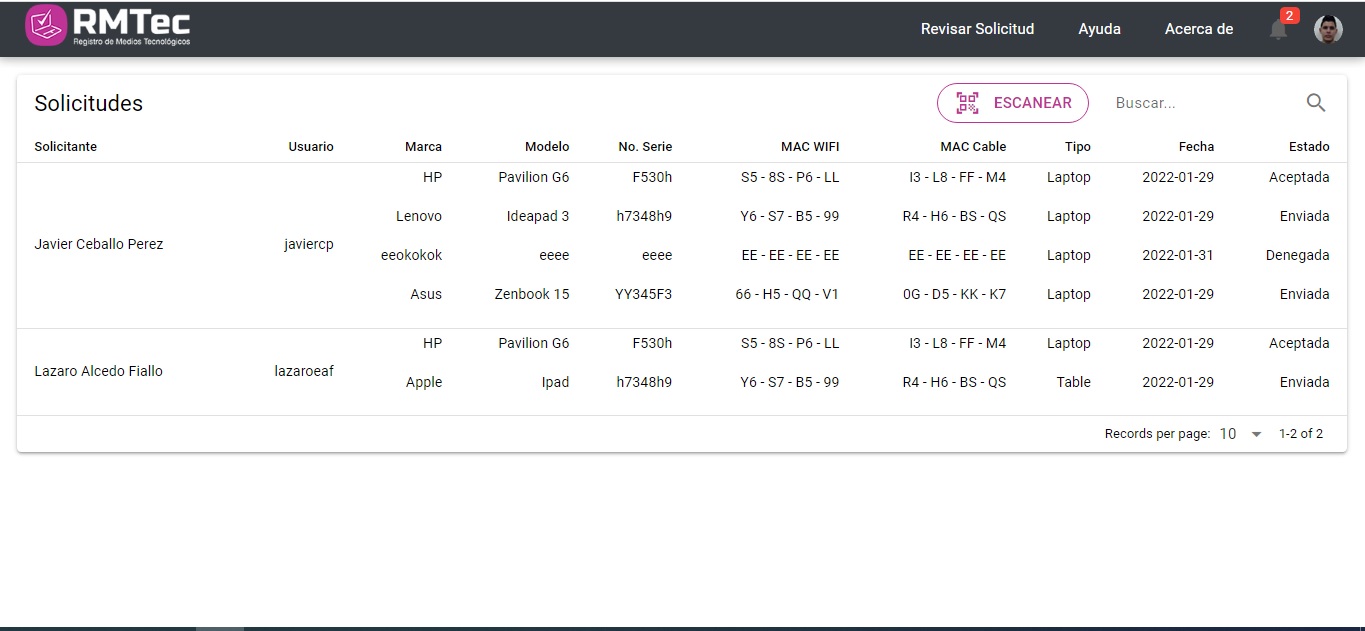 RMTec
Registro de Medios Tecnológicos
Revisar Solicitud Ayuda Acerca de 2
Solicitudes ESCANEAR Buscar...
Solicitante Usuario Marca Modelo No. Serie MAC WIFI MAC Cable Tipo Fecha Estado
HP Pavilion G6 F530h S5 - 8S - P6 - LL I3 - L8 - FF - M4 Laptop 2022-01-29 Aceptada
Lenovo Ideapad 3 h7348h9 Y6 - S7 - B5 - 99 R4 - H6 - BS - QS Laptop 2022-01-29 Enviada
Javier Ceballo Perez javiercp
eeokokok eeee eeee EE - EE - EE - EE EE - EE - EE - EE Laptop 2022-01-31 Denegada
Asus Zenbook 15 YY345F3 66 - H5 - QQ - V1 0G - D5 - KK - K7 Laptop 2022-01-29 Enviada
HP Pavilion G6 F530h S5 - 8S - P6 - LL I3 - L8 - FF - M4 Laptop 2022-01-29 Aceptada
Lazaro Alcedo Fiallo lazaroeaf
Apple Ipad h7348h9 Y6 - S7 - B5 - 99 R4 - H6 - BS - QS Table 2022-01-29 Enviada
Records per page: 10 1-2 of 2